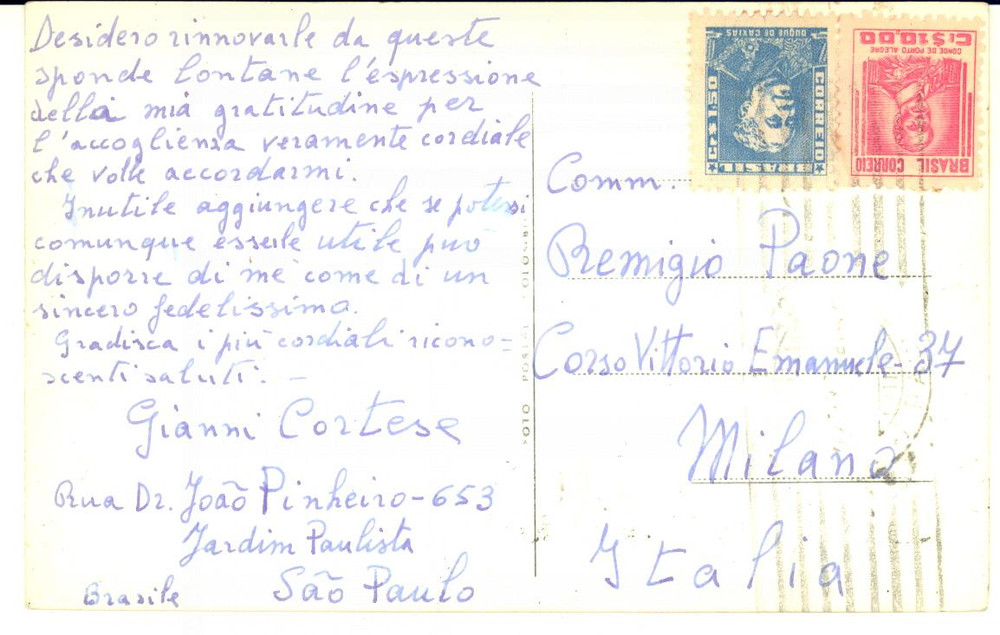 Desidero rinnovarle da queste
sponde lontane l'espressione
della mia gratitudine per
l'accoglienza veramente cordiale
che volle accordarmi.
Inutile aggiungere che se potessi
comunque esserle utile può
disporre di me come di un
sincero fedelissimo.
Gradisca i più cordiali ricono=
scenti saluti. —
Gianni Cortese
Rua Dr. João Pinheiro - 653
Jardim Paulista
São Paulo
Brasile
Comm.
Remigio Paone
Corso Vittorio Emanuele - 37
Milano
Italia
BRASIL CORREIO
CONDE DE PORTO ALEGRE
Cr$10,00
BRASIL
CORREIO
Cr$1,50
DUQUE DE CAXIAS